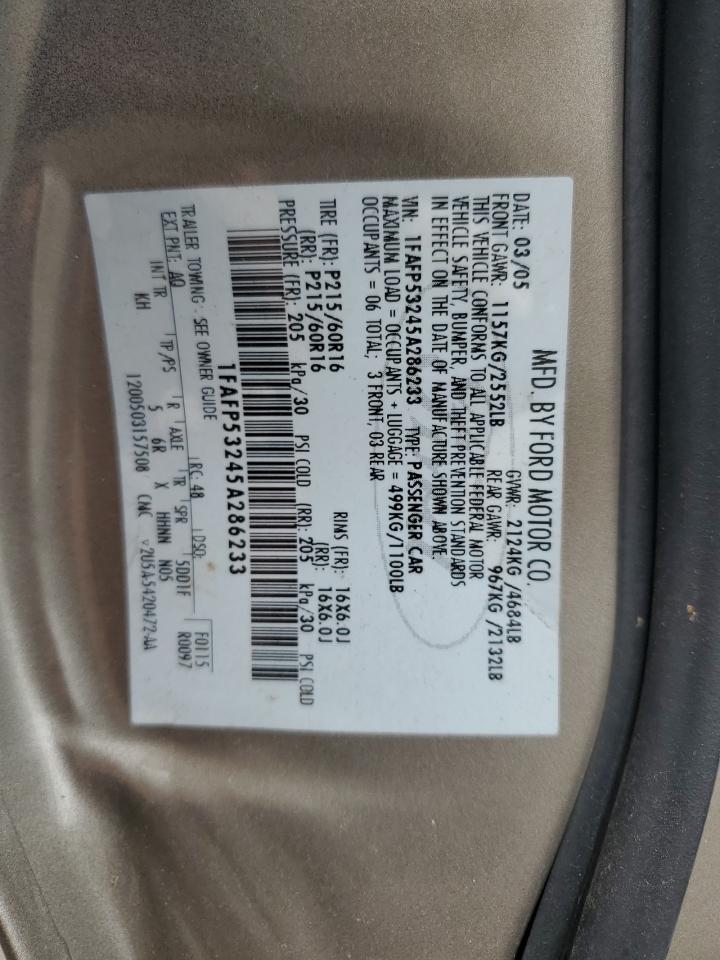 MFD. BY FORD MOTOR CO.
DATE: 03/05 GVWR: 2124KG/4684LB
FRONT GAWR: 1157KG/2552LB REAR GAWR: 967KG/2132LB
THIS VEHICLE CONFORMS TO ALL APPLICABLE FEDERAL MOTOR
VEHICLE SAFETY, BUMPER, AND THEFT PREVENTION STANDARDS
IN EFFECT ON THE DATE OF MANUFACTURE SHOWN ABOVE.
VIN: 1FAFP53245A286233 TYPE: PASSENGER CAR
MAXIMUM LOAD = OCCUPANTS + LUGGAGE = 499KG/1100LB
OCCUPANTS = 06 TOTAL; 3 FRONT, 03 REAR
TIRE (FR): P215/60R16 RIMS (FR): 16X6.0J
(RR): P215/60R16 (RR): 16X6.0J
PRESSURE (FR): 205 kPa/30 PSI COLD (RR): 205 kPa/30 PSI COLD
1FAFP53245A286233
TRAILER TOWING - SEE OWNER GUIDE F0115
EXT PNT: AQ RC: 48 DSO: R0097
INT TR TP/PS R AXLE TR SPR 5DD1F
KH 5 6R X HHNN N05
1200503157508 CMC v2U5A-5420472-AA